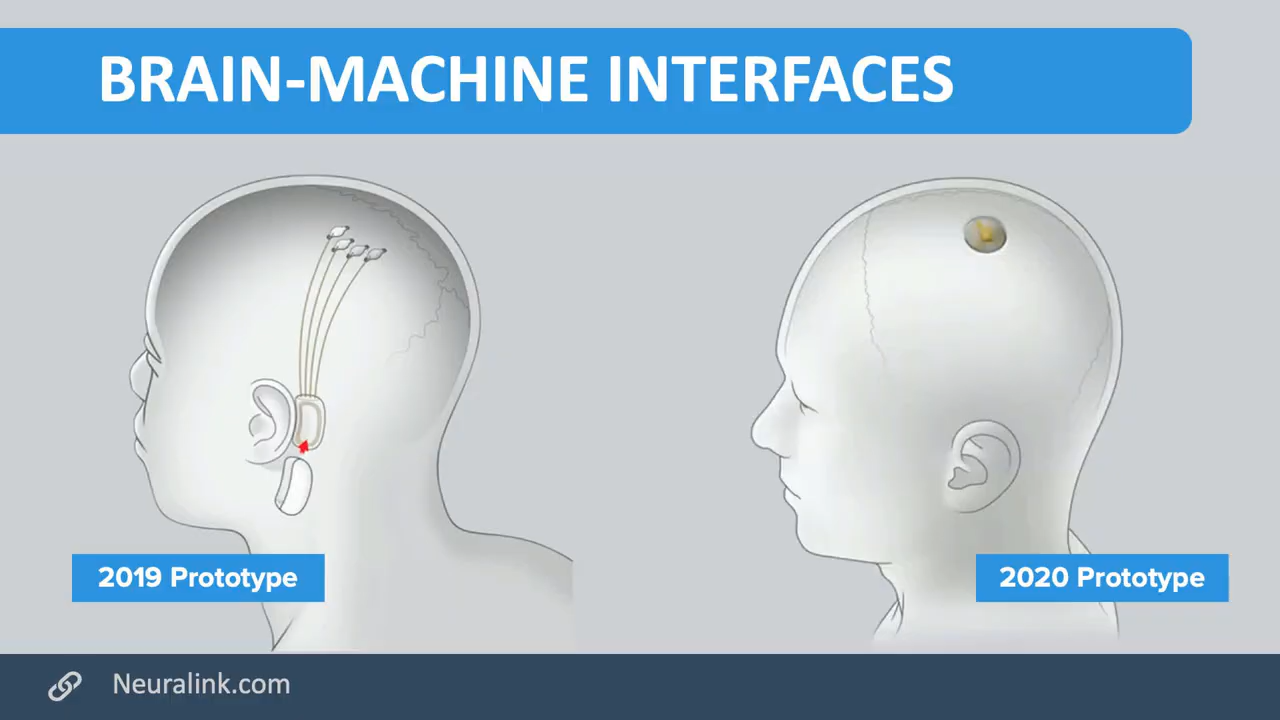 BRAIN-MACHINE INTERFACES
2019 Prototype
2020 Prototype
Neuralink.com